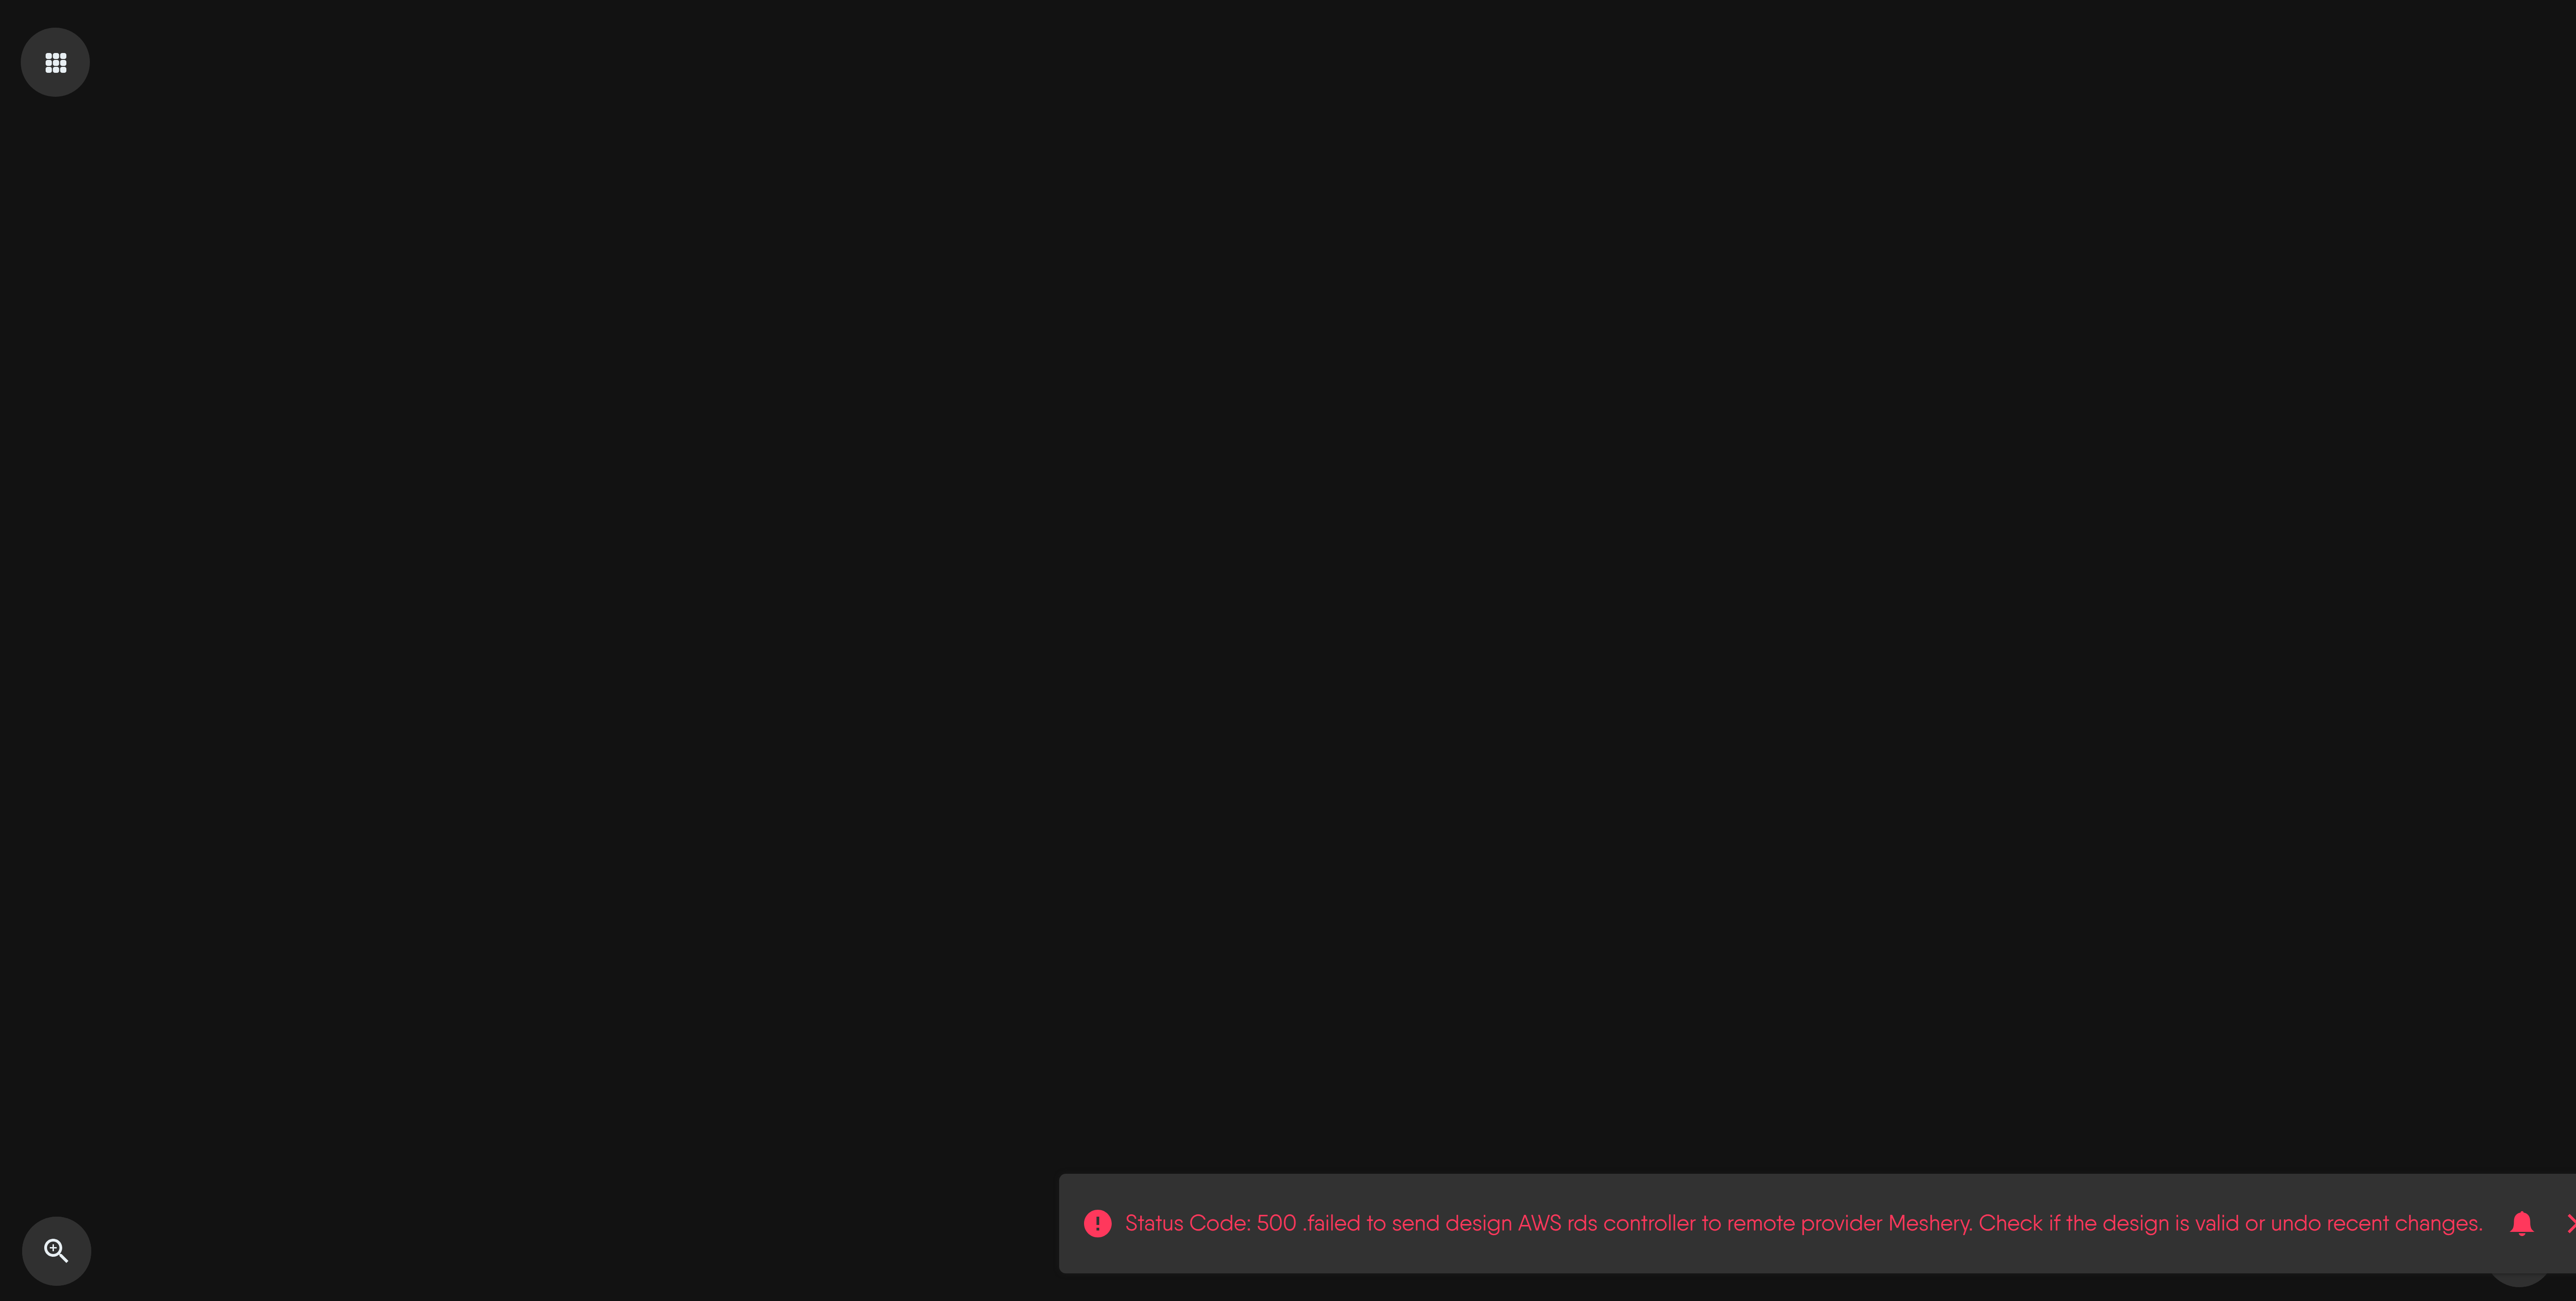 Status Code: 500 .failed to send design AWS rds controller to remote provider Meshery. Check if the design is valid or undo recent changes.